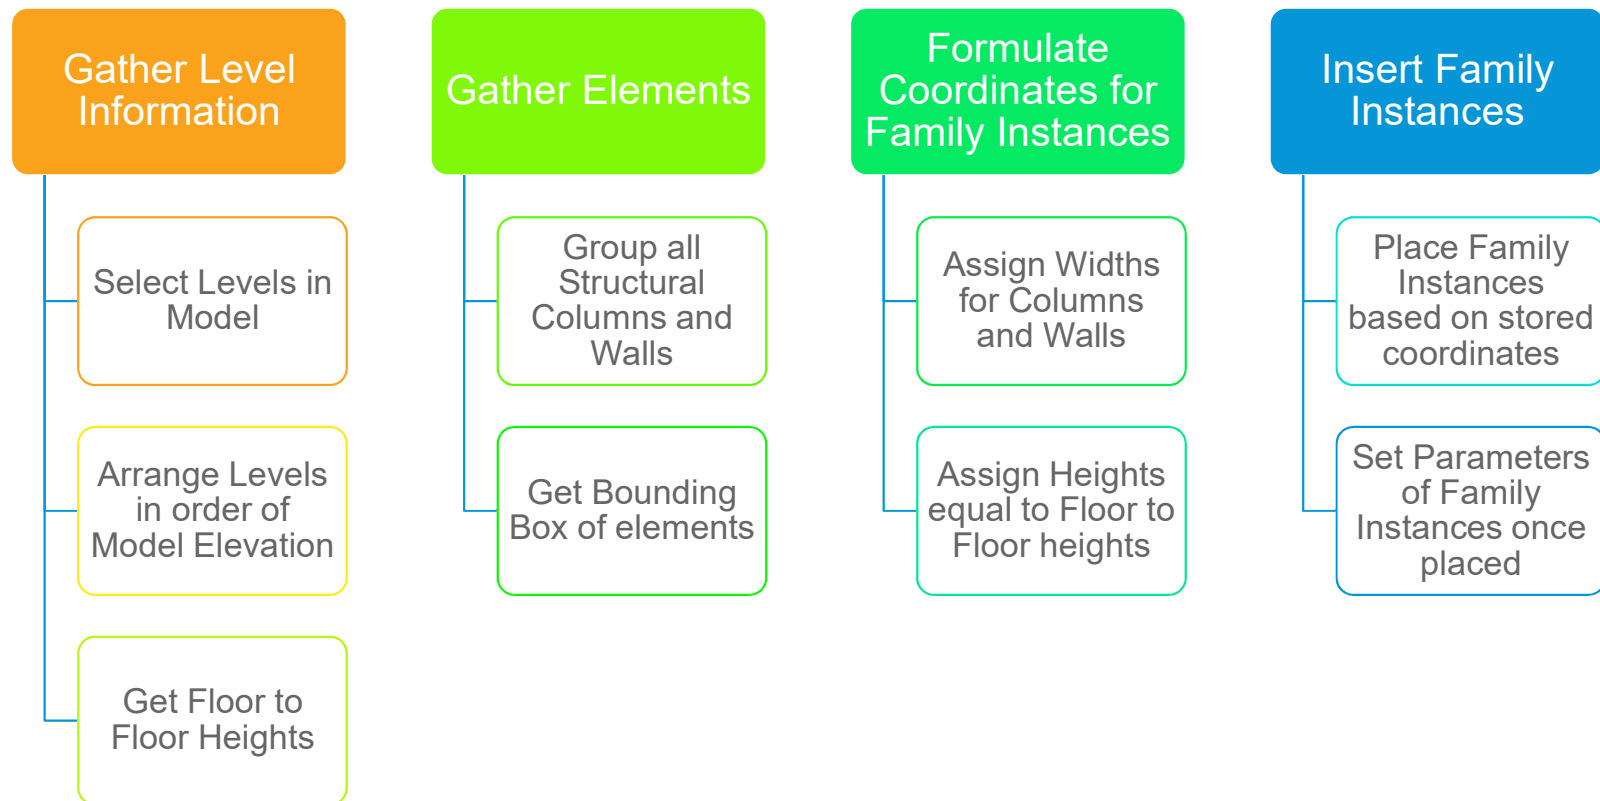 Gather Level
Information
Select Levels in
Model
Arrange Levels
in order of
Model Elevation
Get Floor to
Floor Heights
Gather Elements
Group all
Structural
Columns and
Walls
Get Bounding
Box of elements
Formulate
Coordinates for
Family Instances
Assign Widths
for Columns
and Walls
Assign Heights
equal to Floor to
Floor heights
Insert Family
Instances
Place Family
Instances
based on stored
coordinates
Set Parameters
of Family
Instances once
placed